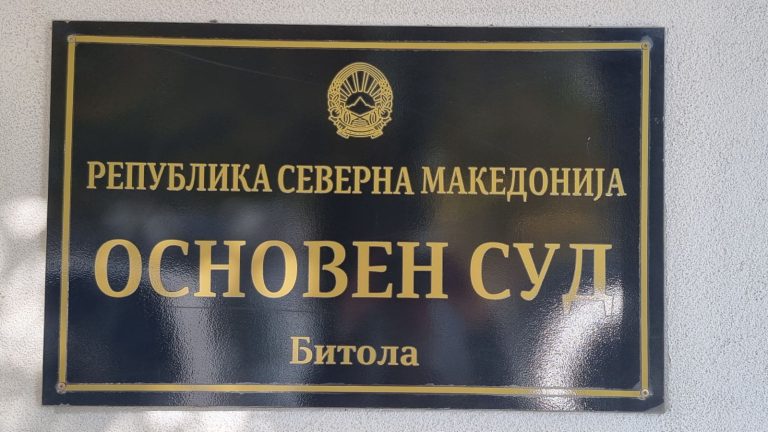 РЕПУБЛИКА СЕВЕРНА МАКЕДОНИЈА
ОСНОВЕН СУД
Битола